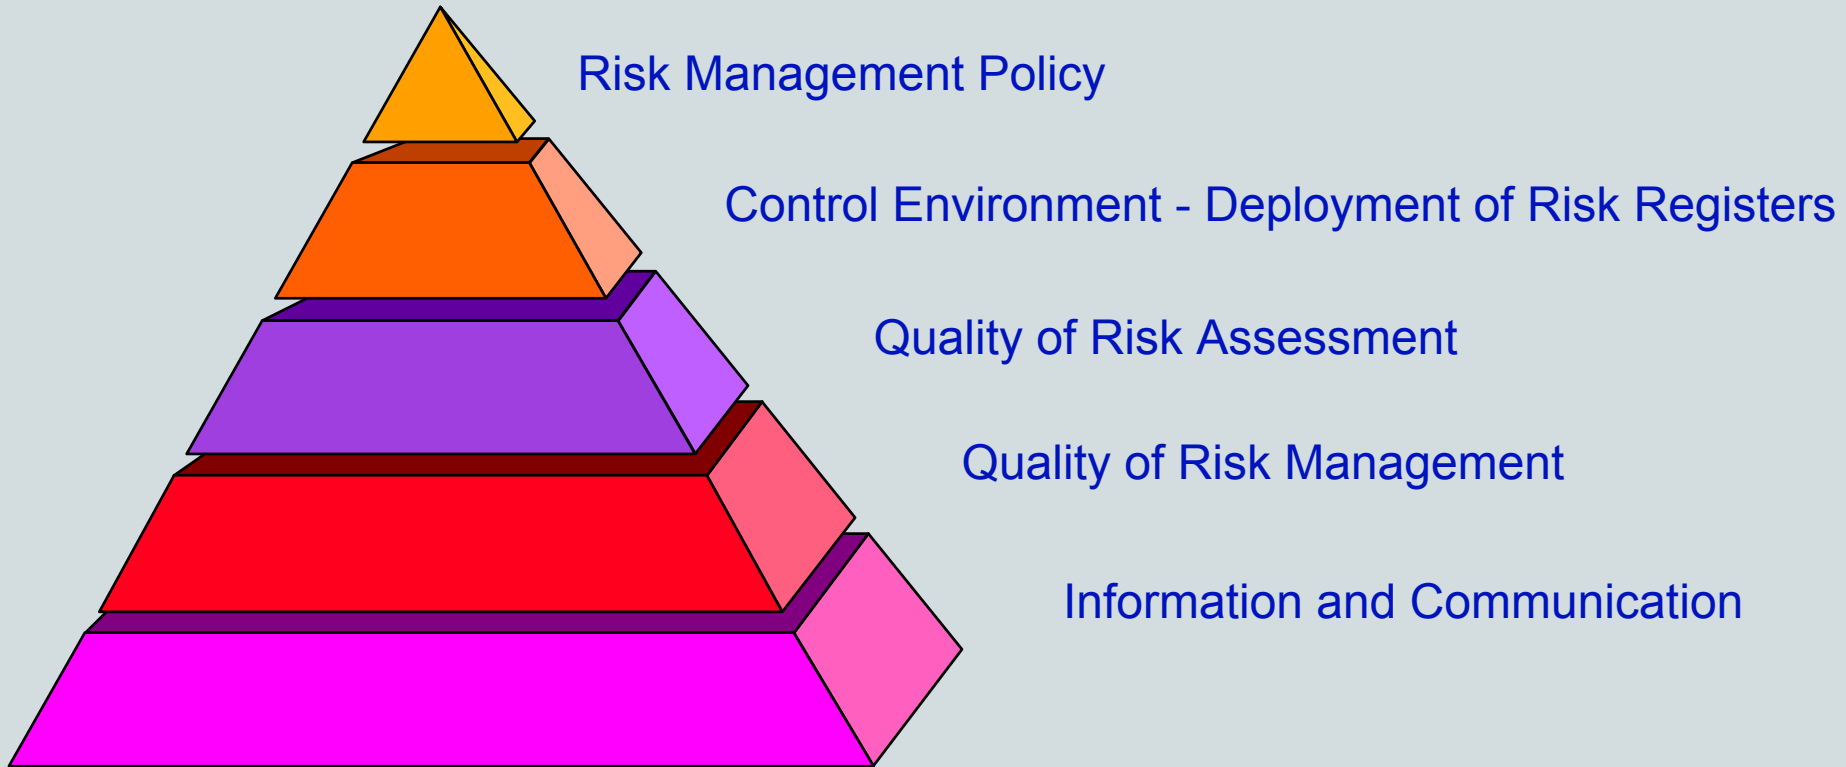 Risk Management Policy
Control Environment - Deployment of Risk Registers
Quality of Risk Assessment
Quality of Risk Management
Information and Communication